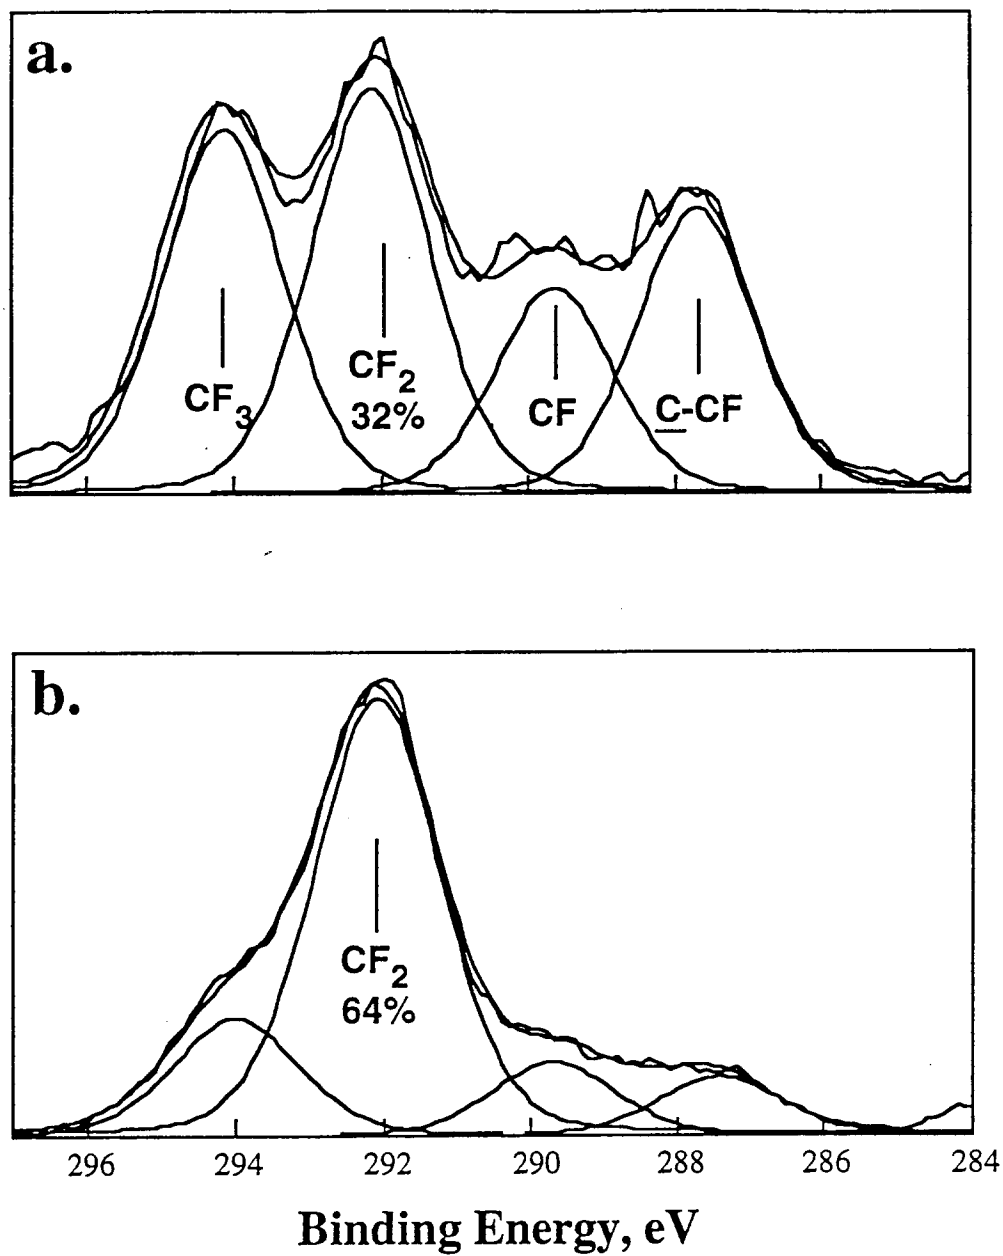 a.
CF3
CF2
32%
CF
C-CF
b.
CF2
64%
296 294 292 290 288 286 284
Binding Energy, eV